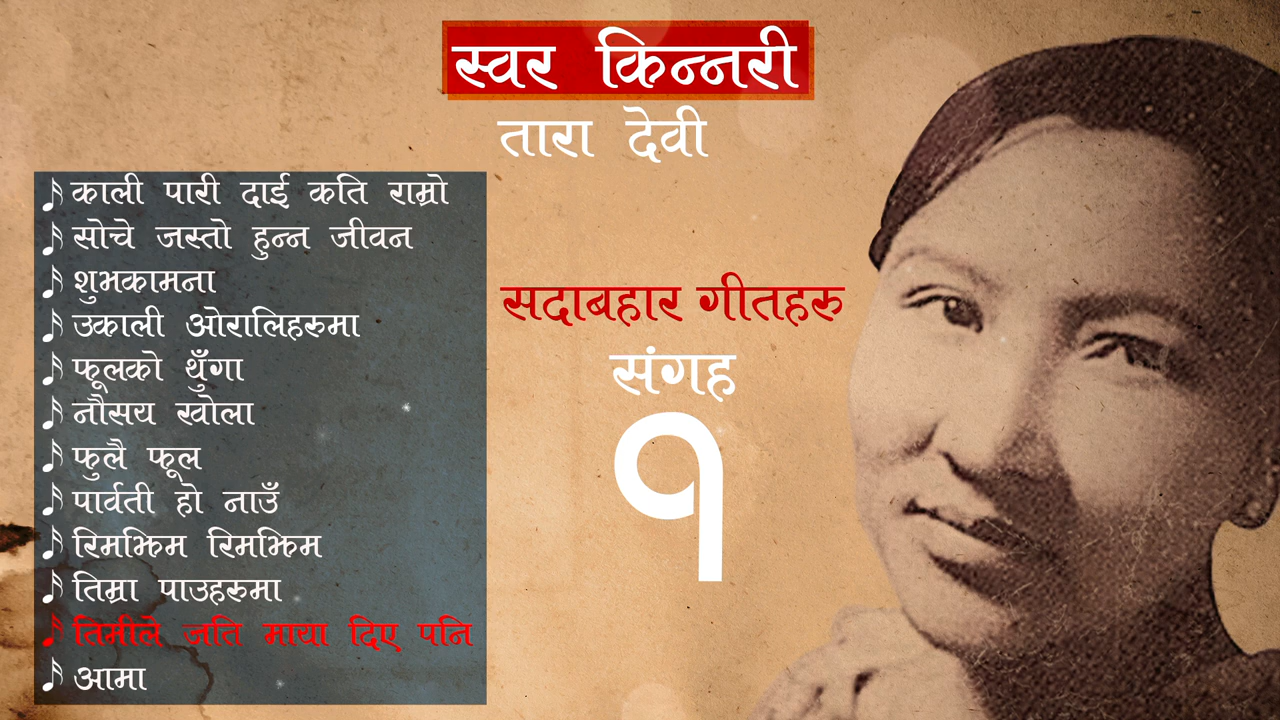 स्वर किन्नरी
तारा देवी
काली पारी दाई कति राम्रो
सोचे जस्तो हुन्न जीवन
शुभकामना
उकाली ओरालिहरुमा
फूलको थुँगा
नौसय खोला
फुलै फूल
पार्वती हो नाउँ
रिमझिम रिमझिम
तिम्रा पाउहरुमा
तिमीले जति माया दिए पनि
आमा
सदाबहार गीतहरु
संगह
१